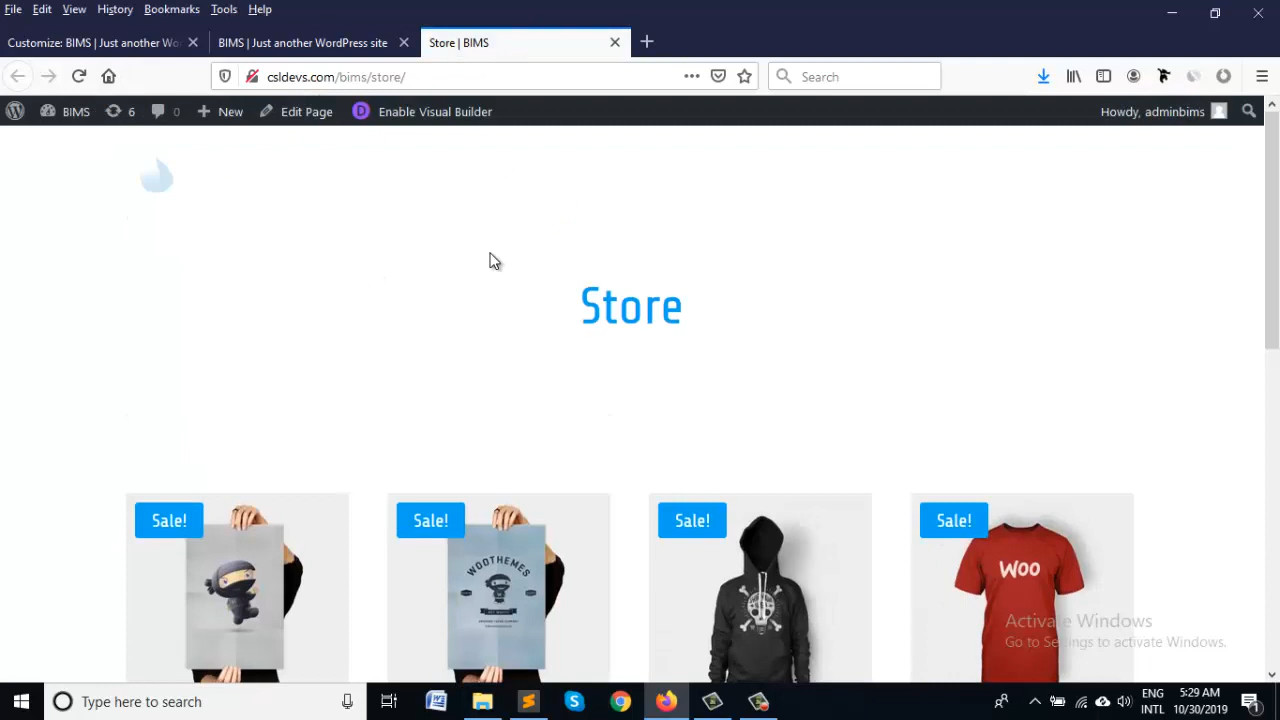 File Edit View History Bookmarks Tools Help
Customize: BIMS | Just another Wo
BIMS | Just another WordPress site
Store | BIMS
csldevs.com/bims/store/
Search
BIMS 6 0 New Edit Page D Enable Visual Builder Howdy, adminbims
Store
Sale! Sale! Sale! Sale!
WOOTHEMES
WOO
Activate Windows
Go to Settings to activate Windows.
Type here to search
ENG 5:29 AM
INTL 10/30/2019